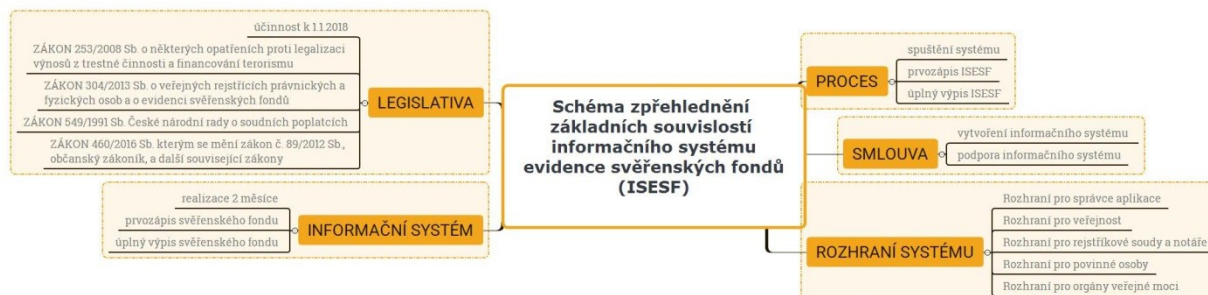 účinnost k 1.1.2018
ZÁKON 253/2008 Sb. o některých opatřeních proti legalizaci
výnosů z trestné činnosti a financování terorismu
ZÁKON 304/2013 Sb. o veřejných rejstřících právnických a
fyzických osob a o evidenci svěřenských fondů
ZÁKON 549/1991 Sb. České národní rady o soudních poplatcích
ZÁKON 460/2016 Sb. kterým se mění zákon č. 89/2012 Sb.,
občanský zákoník, a další související zákony
LEGISLATIVA
realizace 2 měsíce
prvozápis svěřenského fondu
úplný výpis svěřenského fondu
INFORMAČNÍ SYSTÉM
Schéma zpřehlednění
základních souvislostí
informačního systému
evidence svěřenských fondů
(ISESF)
PROCES
spuštění systému
prvozápis ISESF
úplný výpis ISESF
SMLOUVA
vytvoření informačního systému
podpora informačního systému
ROZHRANÍ SYSTÉMU
Rozhraní pro správce aplikace
Rozhraní pro veřejnost
Rozhraní pro rejstříkové soudy a notáře
Rozhraní pro povinné osoby
Rozhraní pro orgány veřejné moci